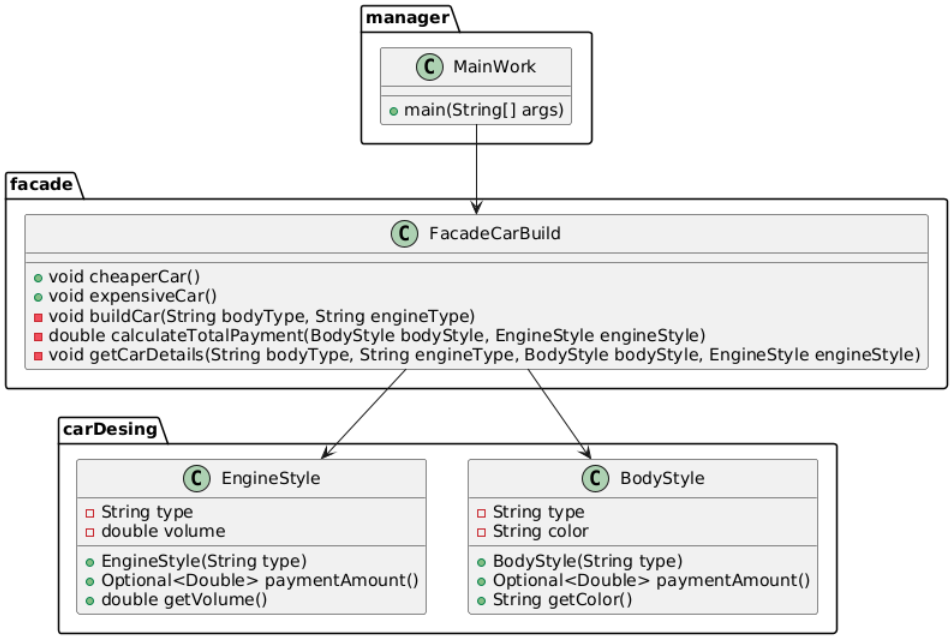 manager
C MainWork
main(String[] args)
facade
C FacadeCarBuild
void cheaperCar()
void expensiveCar()
void buildCar(String bodyType, String engineType)
double calculateTotalPayment(BodyStyle bodyStyle, EngineStyle engineStyle)
void getCarDetails(String bodyType, String engineType, BodyStyle bodyStyle, EngineStyle engineStyle)
carDesing
C EngineStyle
String type
double volume
EngineStyle(String type)
Optional<Double> paymentAmount()
double getVolume()
C BodyStyle
String type
String color
BodyStyle(String type)
Optional<Double> paymentAmount()
String getColor()